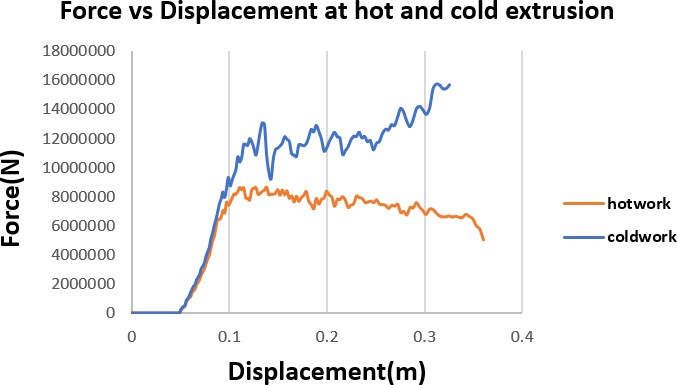 Force vs Displacement at hot and cold extrusion
18000000
16000000
14000000
12000000
10000000
8000000
6000000
4000000
2000000
0
Force(N)
0 0.1 0.2 0.3 0.4
Displacement(m)
hotwork
coldwork